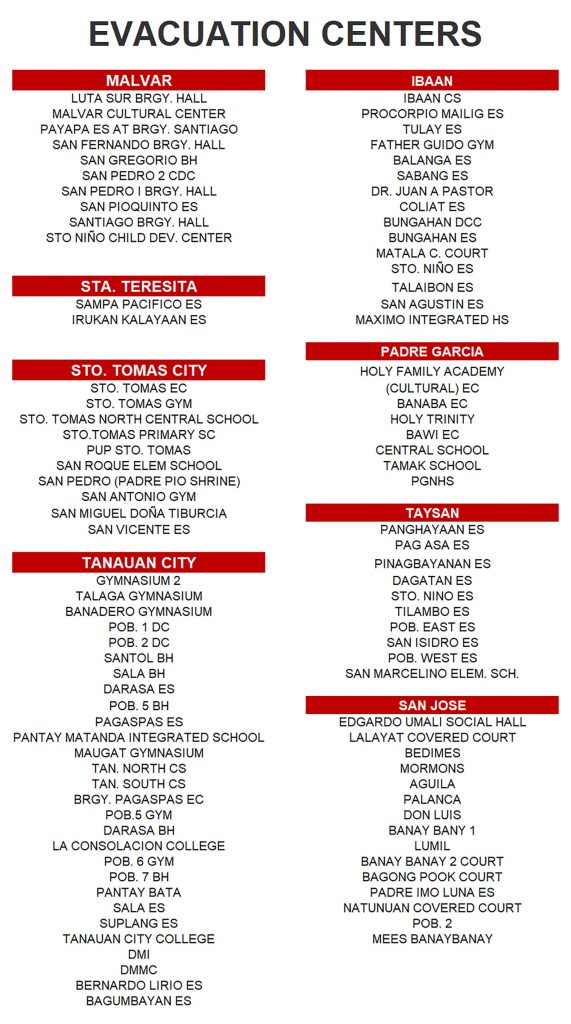 EVACUATION CENTERS
MALVAR
LUTA SUR BRGY. HALL
MALVAR CULTURAL CENTER
PAYAPA ES AT BRGY. SANTIAGO
SAN FERNANDO BRGY. HALL
SAN GREGORIO BH
SAN PEDRO 2 CDC
SAN PEDRO I BRGY. HALL
SAN PIOQUINTO ES
SANTIAGO BRGY. HALL
STO NIÑO CHILD DEV. CENTER
STA. TERESITA
SAMPA PACIFICO ES
IRUKAN KALAYAAN ES
STO. TOMAS CITY
STO. TOMAS EC
STO. TOMAS GYM
STO. TOMAS NORTH CENTRAL SCHOOL
STO.TOMAS PRIMARY SC
PUP STO. TOMAS
SAN ROQUE ELEM SCHOOL
SAN PEDRO (PADRE PIO SHRINE)
SAN ANTONIO GYM
SAN MIGUEL DOÑA TIBURCIA
SAN VICENTE ES
TANAUAN CITY
GYMNASIUM 2
TALAGA GYMNASIUM
BANADERO GYMNASIUM
POB. 1 DC
POB. 2 DC
SANTOL BH
SALA BH
DARASA ES
POB. 5 BH
PAGASPAS ES
PANTAY MATANDA INTEGRATED SCHOOL
MAUGAT GYMNASIUM
TAN. NORTH CS
TAN. SOUTH CS
BRGY. PAGASPAS EC
POB.5 GYM
DARASA BH
LA CONSOLACION COLLEGE
POB. 6 GYM
POB. 7 BH
PANTAY BATA
SALA ES
SUPLANG ES
TANAUAN CITY COLLEGE
DMI
DMMC
BERNARDO LIRIO ES
BAGUMBAYAN ES
IBAAN
IBAAN CS
PROCORPIO MAILIG ES
TULAY ES
FATHER GUIDO GYM
BALANGA ES
SABANG ES
DR. JUAN A PASTOR
COLIAT ES
BUNGAHAN DCC
BUNGAHAN ES
MATALA C. COURT
STO. NIÑO ES
TALAIBON ES
SAN AGUSTIN ES
MAXIMO INTEGRATED HS
PADRE GARCIA
HOLY FAMILY ACADEMY
(CULTURAL) EC
BANABA EC
HOLY TRINITY
BAWI EC
CENTRAL SCHOOL
TAMAK SCHOOL
PGNHS
TAYSAN
PANGHAYAAN ES
PAG ASA ES
PINAGBAYANAN ES
DAGATAN ES
STO. NINO ES
TILAMBO ES
POB. EAST ES
SAN ISIDRO ES
POB. WEST ES
SAN MARCELINO ELEM. SCH.
SAN JOSE
EDGARDO UMALI SOCIAL HALL
LALAYAT COVERED COURT
BEDIMES
MORMONS
AGUILA
PALANCA
DON LUIS
BANAY BANY 1
LUMIL
BANAY BANAY 2 COURT
BAGONG POOK COURT
PADRE IMO LUNA ES
NATUNUAN COVERED COURT
POB. 2
MEES BANAYBANAY